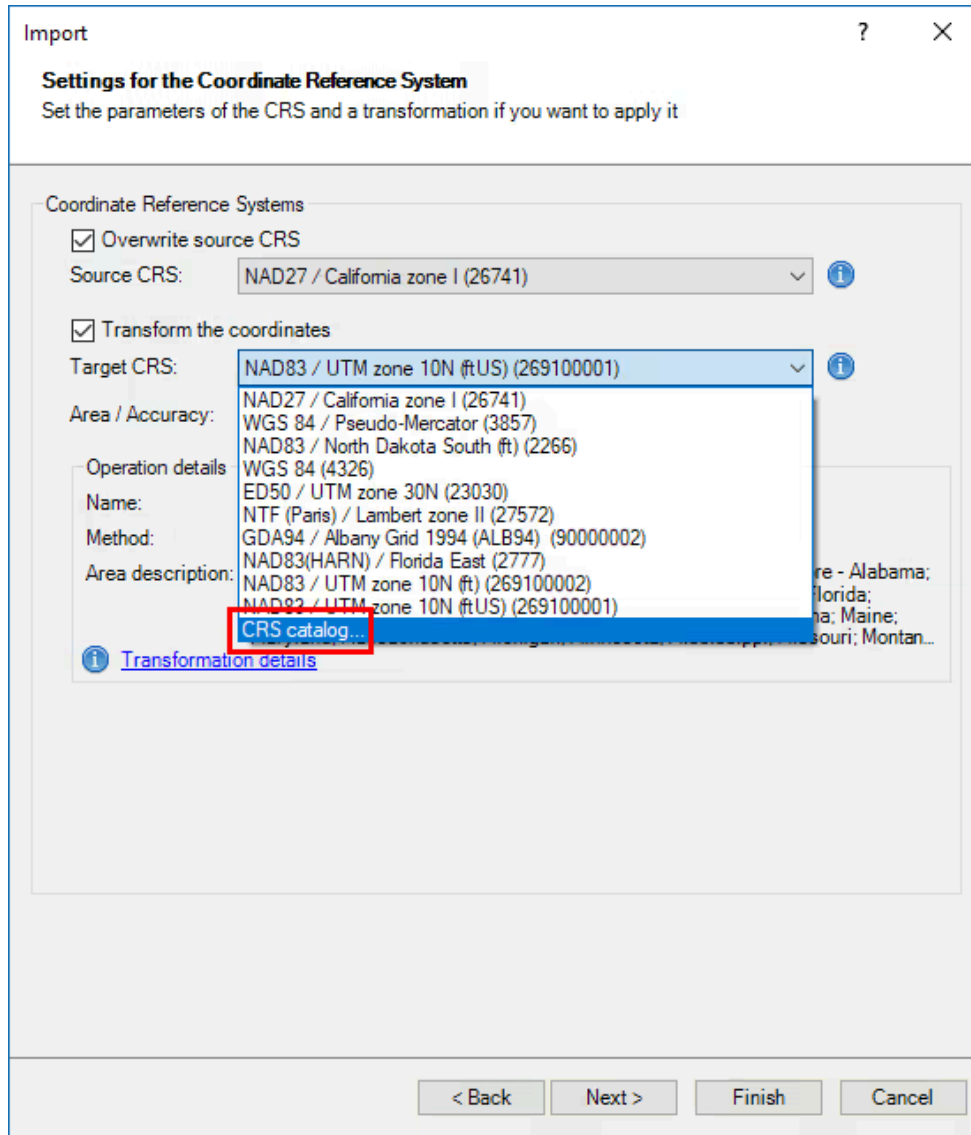 Import
?
Settings for the Coordinate Reference System
Set the parameters of the CRS and a transformation if you want to apply it
Coordinate Reference Systems
Overwrite source CRS
Source CRS: NAD27 / California zone I (26741)
Transform the coordinates
Target CRS: NAD83 / UTM zone 10N (ftUS) (269100001)
Area / Accuracy:
NAD27 / California zone I (26741)
WGS 84 / Pseudo-Mercator (3857)
NAD83 / North Dakota South (ft) (2266)
WGS 84 (4326)
ED50 / UTM zone 30N (23030)
NTF (Paris) / Lambert zone II (27572)
GDA94 / Albany Grid 1994 (ALB94) (90000002)
NAD83(HARN) / Florida East (2777)
NAD83 / UTM zone 10N (ft) (269100002)
NAD83 / UTM zone 10N (ftUS) (269100001)
CRS catalog...
Operation details
Name:
Method:
Area description:
re - Alabama;
Florida;
na; Maine;
ouri; Montan...
Transformation details
< Back
Next >
Finish
Cancel